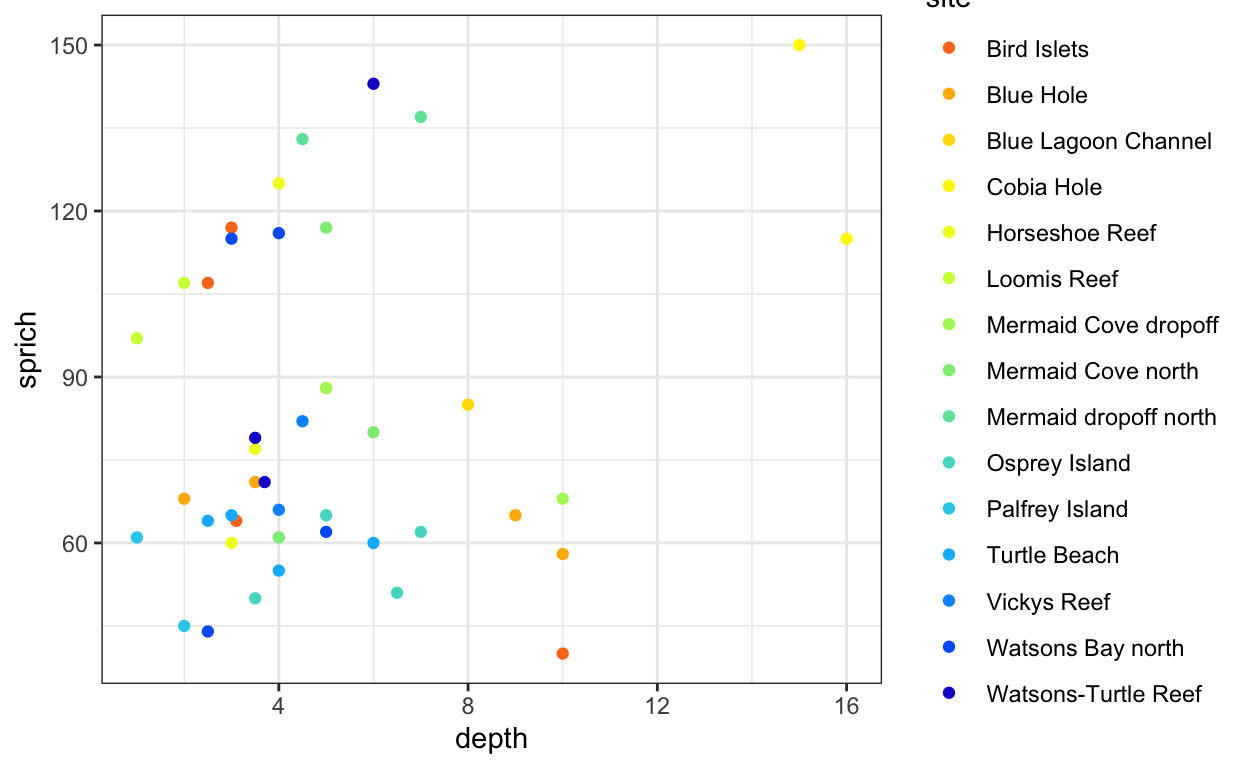 site
Bird Islets
Blue Hole
Blue Lagoon Channel
Cobia Hole
Horseshoe Reef
Loomis Reef
Mermaid Cove dropoff
Mermaid Cove north
Mermaid dropoff north
Osprey Island
Palfrey Island
Turtle Beach
Vickys Reef
Watsons Bay north
Watsons-Turtle Reef
150
120
90
60
sprich
4 8 12 16
depth